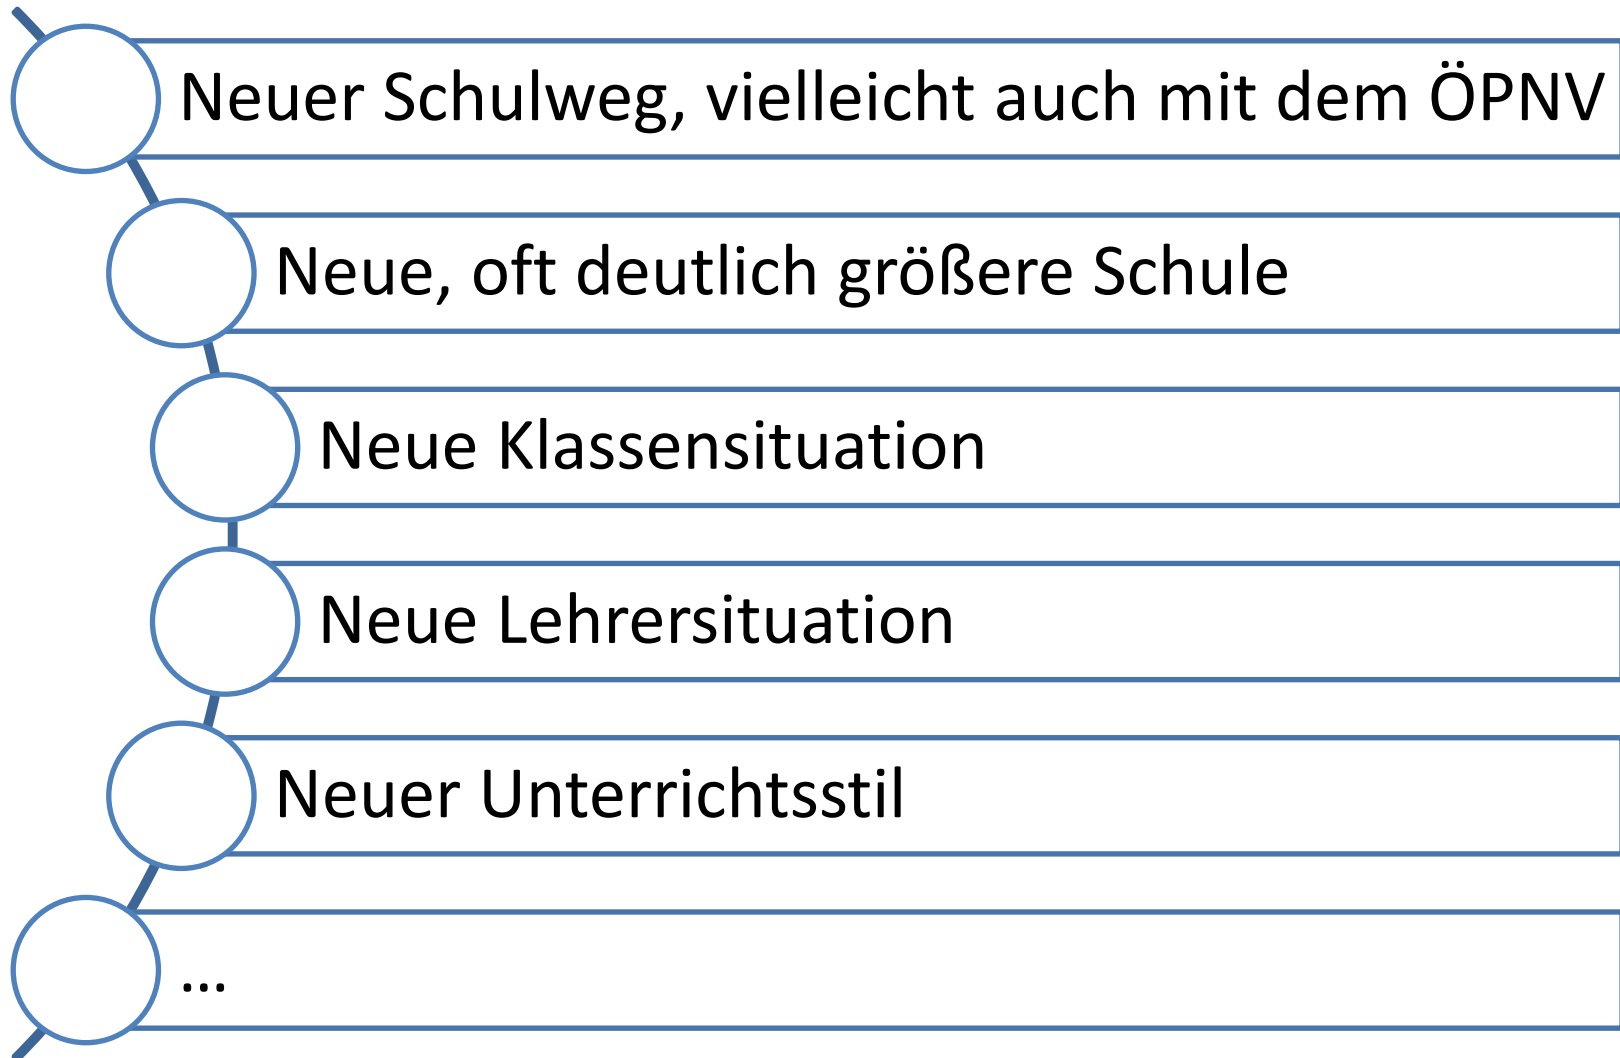 Neuer Schulweg, vielleicht auch mit dem ÖPNV
Neue, oft deutlich größere Schule
Neue Klassensituation
Neue Lehrersituation
Neuer Unterrichtsstil
...